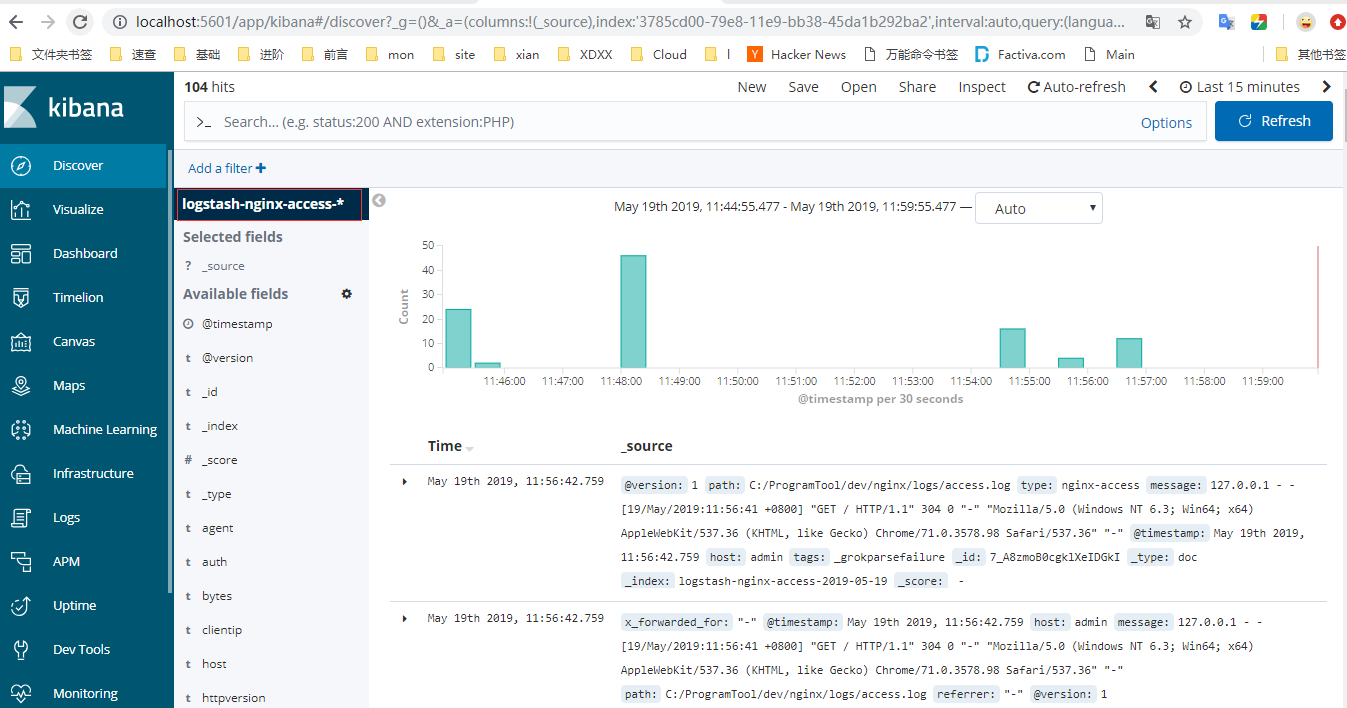 localhost:5601/app/kibana#/discover?_g=()&_a=(columns:!(_source),index:'3785cd00-79e8-11e9-bb38-45da1b292ba2',interval:auto,query:(langua...
文件夹书签 速查 基础 进阶 前言 mon site xian XDXX Cloud l Hacker News 万能命令书签 Factiva.com Main 其他书签
kibana
Discover
Visualize
Dashboard
Timelion
Canvas
Maps
Machine Learning
Infrastructure
Logs
APM
Uptime
Dev Tools
Monitoring
104 hits
New Save Open Share Inspect Auto-refresh Last 15 minutes
>_ Search... (e.g. status:200 AND extension:PHP) Options Refresh
Add a filter +
logstash-nginx-access-*
Selected fields
? _source
Available fields
@timestamp
t @version
t _id
t _index
# _score
t _type
t agent
t auth
t bytes
t clientip
t host
t httpversion
May 19th 2019, 11:44:55.477 - May 19th 2019, 11:59:55.477 — Auto
Count
50
40
30
20
10
0
11:46:00 11:47:00 11:48:00 11:49:00 11:50:00 11:51:00 11:52:00 11:53:00 11:54:00 11:55:00 11:56:00 11:57:00 11:58:00 11:59:00
@timestamp per 30 seconds
Time _source
May 19th 2019, 11:56:42.759 @version: 1 path: C:/ProgramTool/dev/nginx/logs/access.log type: nginx-access message: 127.0.0.1 - -
[19/May/2019:11:56:41 +0800] "GET / HTTP/1.1" 304 0 "-" "Mozilla/5.0 (Windows NT 6.3; Win64; x64)
AppleWebKit/537.36 (KHTML, like Gecko) Chrome/71.0.3578.98 Safari/537.36" "-" @timestamp: May 19th 2019,
11:56:42.759 host: admin tags: _grokparsefailure _id: 7_A8zmoB0cgklXeIDGkI _type: doc
_index: logstash-nginx-access-2019-05-19 _score: -
May 19th 2019, 11:56:42.759 x_forwarded_for: "-" @timestamp: May 19th 2019, 11:56:42.759 host: admin message: 127.0.0.1 - -
[19/May/2019:11:56:41 +0800] "GET / HTTP/1.1" 304 0 "-" "Mozilla/5.0 (Windows NT 6.3; Win64; x64)
AppleWebKit/537.36 (KHTML, like Gecko) Chrome/71.0.3578.98 Safari/537.36" "-"
path: C:/ProgramTool/dev/nginx/logs/access.log referrer: "-" @version: 1